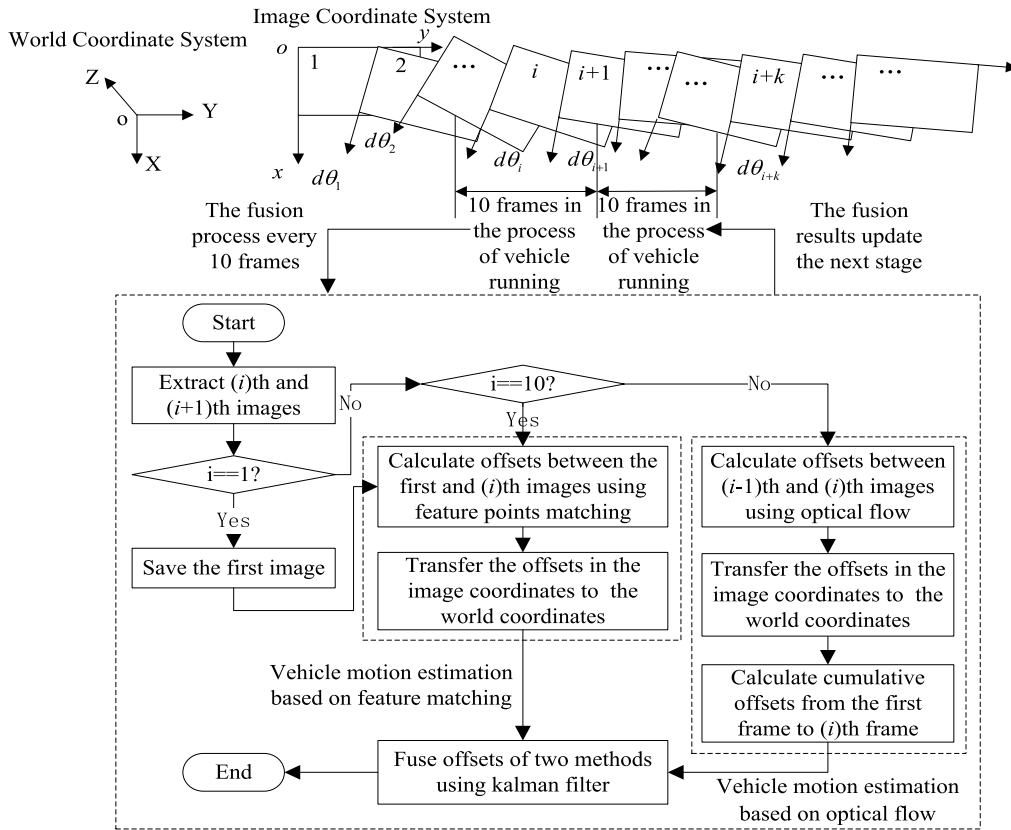 Image Coordinate System
World Coordinate System
Z
o
Y
X
o
y
x
1
2
...
i
i+1
...
...
i+k
...
...
dθ1
dθ2
dθi
dθi+1
dθi+k
The fusion
process every
10 frames
10 frames in
the process
of vehicle
running
10 frames in
the process
of vehicle
running
The fusion
results update
the next stage
Start
Extract (i)th and
(i+1)th images
i==1?
No
Yes
Save the first image
i==10?
No
Yes
Calculate offsets between the
first and (i)th images using
feature points matching
Transfer the offsets in the
image coordinates to the
world coordinates
Vehicle motion estimation
based on feature matching
Calculate offsets between
(i-1)th and (i)th images
using optical flow
Transfer the offsets in the
image coordinates to the
world coordinates
Calculate cumulative
offsets from the first
frame to (i)th frame
Fuse offsets of two methods
using kalman filter
End
Vehicle motion estimation
based on optical flow